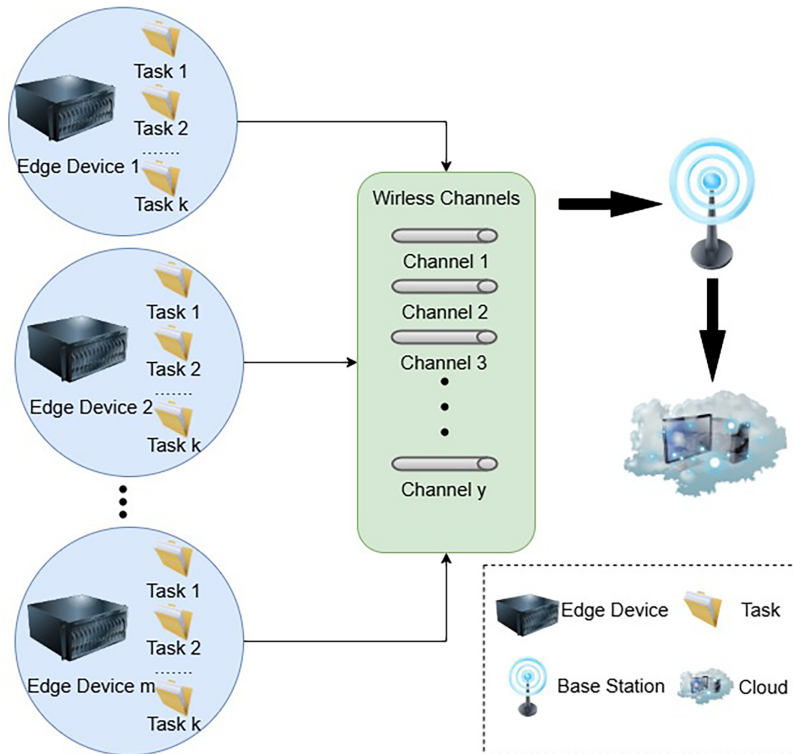 Task 1
Task 2
Edge Device 1
Task k
Task 1
Task 2
Edge Device 2
Task k
Task 1
Task 2
Edge Device m
Task k
Wirless Channels
Channel 1
Channel 2
Channel 3
Channel y
Edge Device
Task
Base Station
Cloud